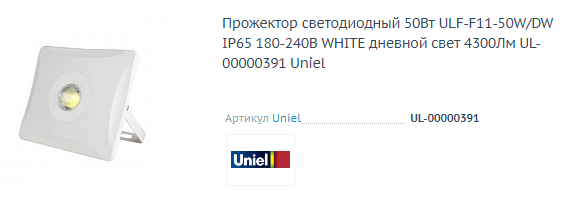 Прожектор светодиодный 50Вт ULF-F11-50W/DW
IP65 180-240В WHITE дневной свет 4300Лм UL-
00000391 Uniel
Артикул Uniel UL-00000391
Uniel